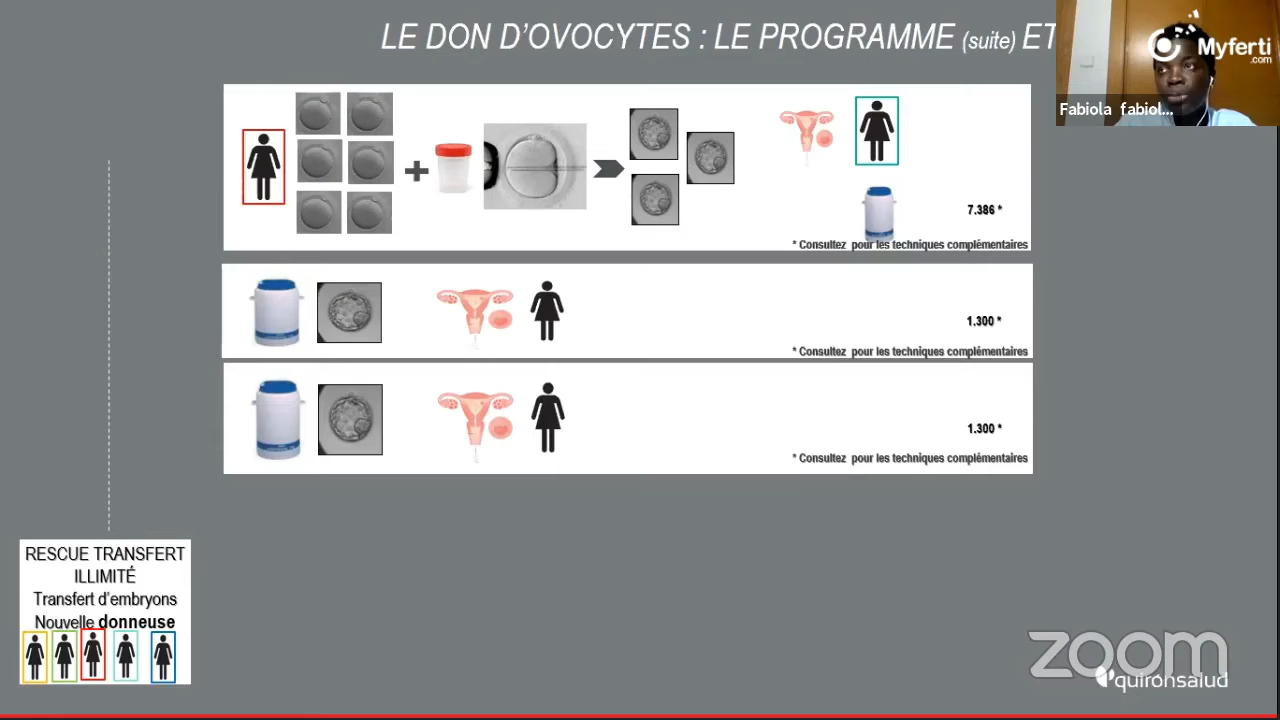 LE DON D'OVOCYTES : LE PROGRAMME (suite) ET
Myferti
.com
Fabiola fabiol...
7.386 *
* Consultez pour les techniques complémentaires
1.300 *
* Consultez pour les techniques complémentaires
1.300 *
* Consultez pour les techniques complémentaires
RESCUE TRANSFERT
ILLIMITÉ
Transfert d'embryons
Nouvelle donneuse
zoom
quirónsalud